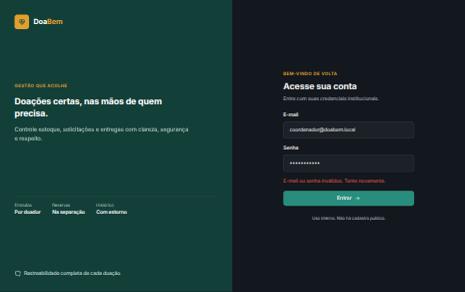 DoaBem
GESTÃO QUE ACOLHE
Doações certas, nas mãos de quem
precisa.
Controle estoque, solicitações e entregas com clareza, segurança
e respeito.
Entradas
Por doador
Reservas
Na separação
Histórico
Com estorno
Rastreabilidade completa de cada doação.
BEM-VINDO DE VOLTA
Acesse sua conta
Entre com suas credenciais institucionais.
E-mail
coordenador@doabem.local
Senha
•••••••••••
E-mail ou senha inválidos. Tente novamente.
Entrar →
Uso interno. Não há cadastro público.